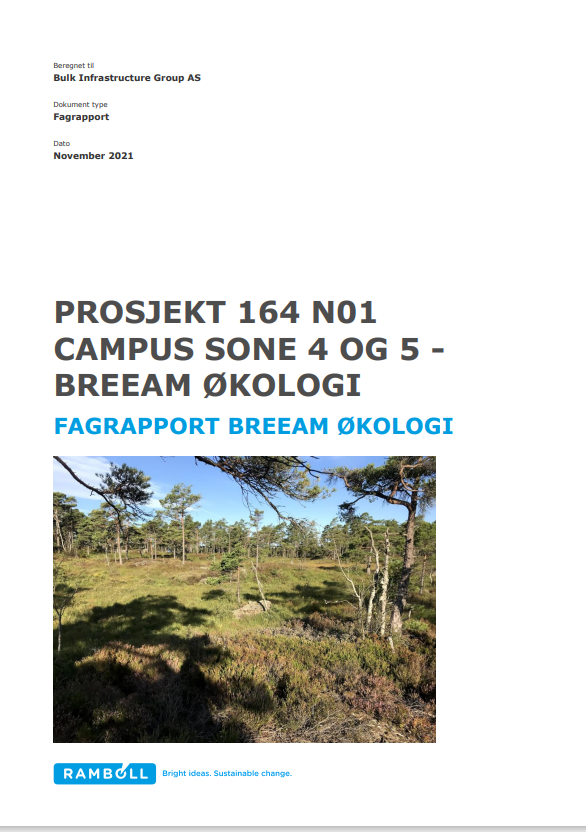 Beregnet til
Bulk Infrastructure Group AS
Dokument type
Fagrapport
Dato
November 2021
PROSJEKT 164 N01
CAMPUS SONE 4 OG 5 -
BREEAM ØKOLOGI
FAGRAPPORT BREEAM ØKOLOGI
RAMBOLL Bright ideas. Sustainable change.